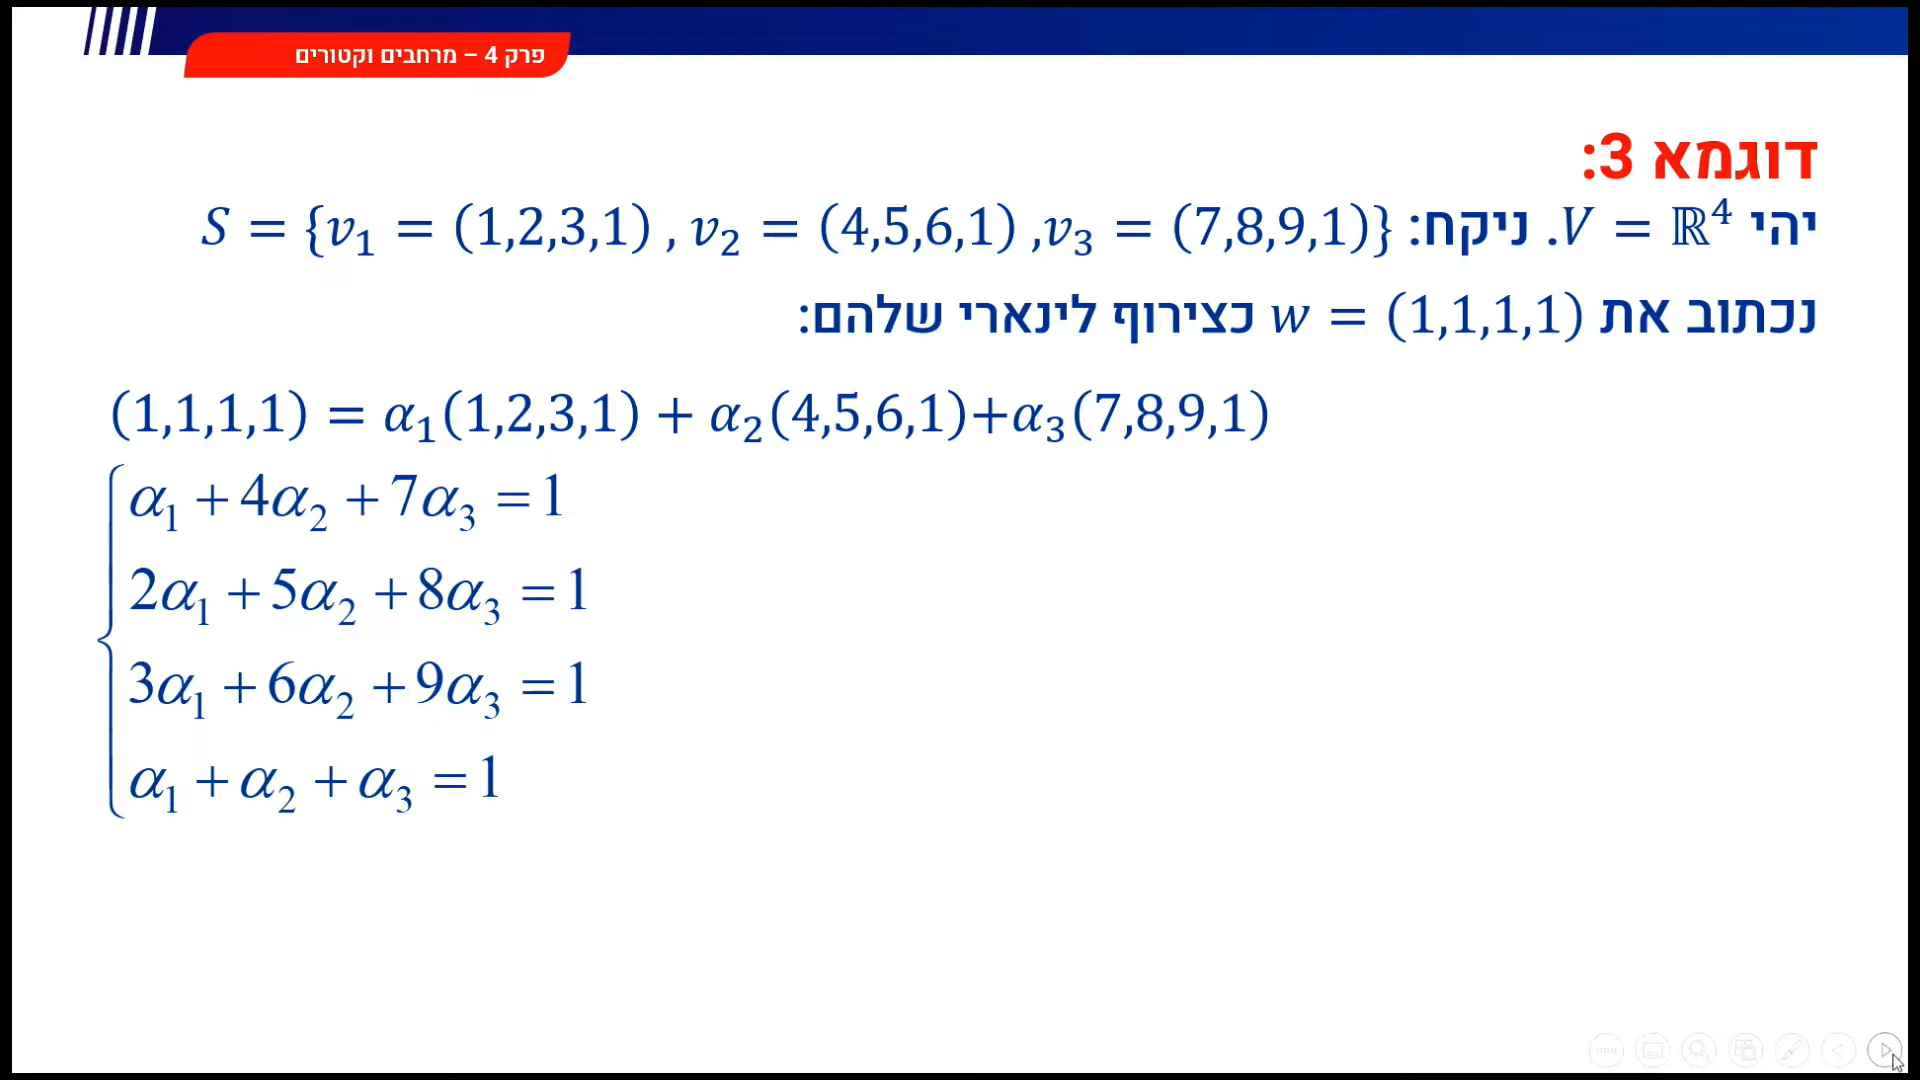 פרק 4 – מרחבים וקטורים
דוגמא 3:
יהי V = ℝ⁴. ניקח: S = {v₁ = (1,2,3,1) , v₂ = (4,5,6,1) ,v₃ = (7,8,9,1)}
נכתוב את w = (1,1,1,1) כצירוף לינארי שלהם:
(1,1,1,1) = α₁(1,2,3,1) + α₂(4,5,6,1)+α₃(7,8,9,1)
α₁ + 4α₂ + 7α₃ = 1
2α₁ + 5α₂ + 8α₃ = 1
3α₁ + 6α₂ + 9α₃ = 1
α₁ + α₂ + α₃ = 1